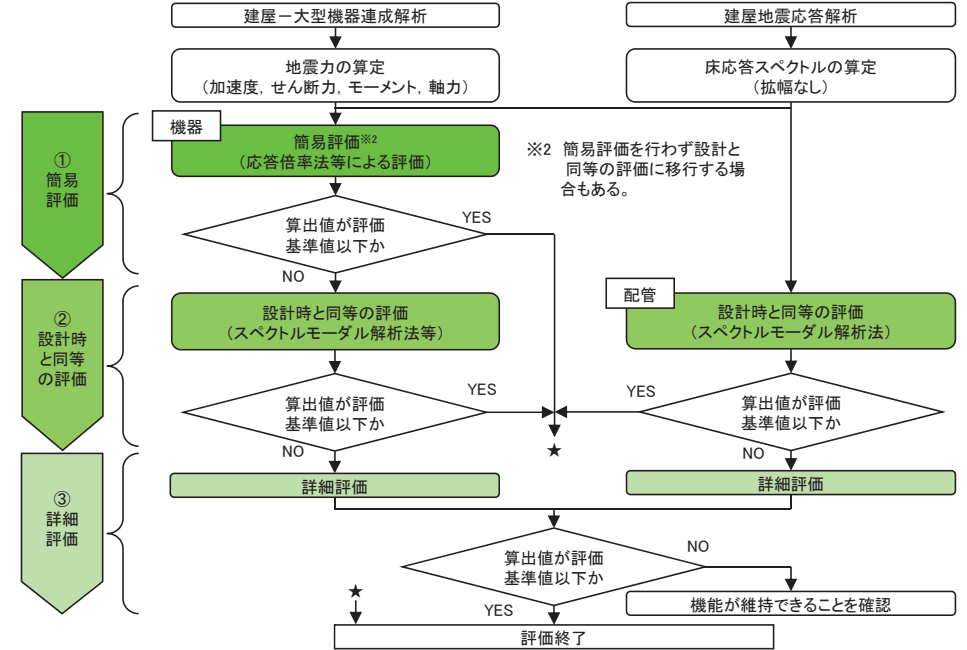 建屋－大型機器連成解析
建屋地震応答解析
地震力の算定
（加速度，せん断力，モーメント，軸力）
床応答スペクトルの算定
（拡幅なし）
①
簡易
評価
機器
簡易評価※2
（応答倍率法等による評価）
※2 簡易評価を行わず設計と
同等の評価に移行する場
合もある。
算出値が評価
基準値以下か
YES
NO
②
設計時
と同等
の評価
設計時と同等の評価
（スペクトルモーダル解析法等）
配管
設計時と同等の評価
（スペクトルモーダル解析法）
算出値が評価
基準値以下か
YES
NO
YES
算出値が評価
基準値以下か
NO
★
③
詳細
評価
詳細評価
詳細評価
算出値が評価
基準値以下か
NO
YES
機能が維持できることを確認
★
評価終了